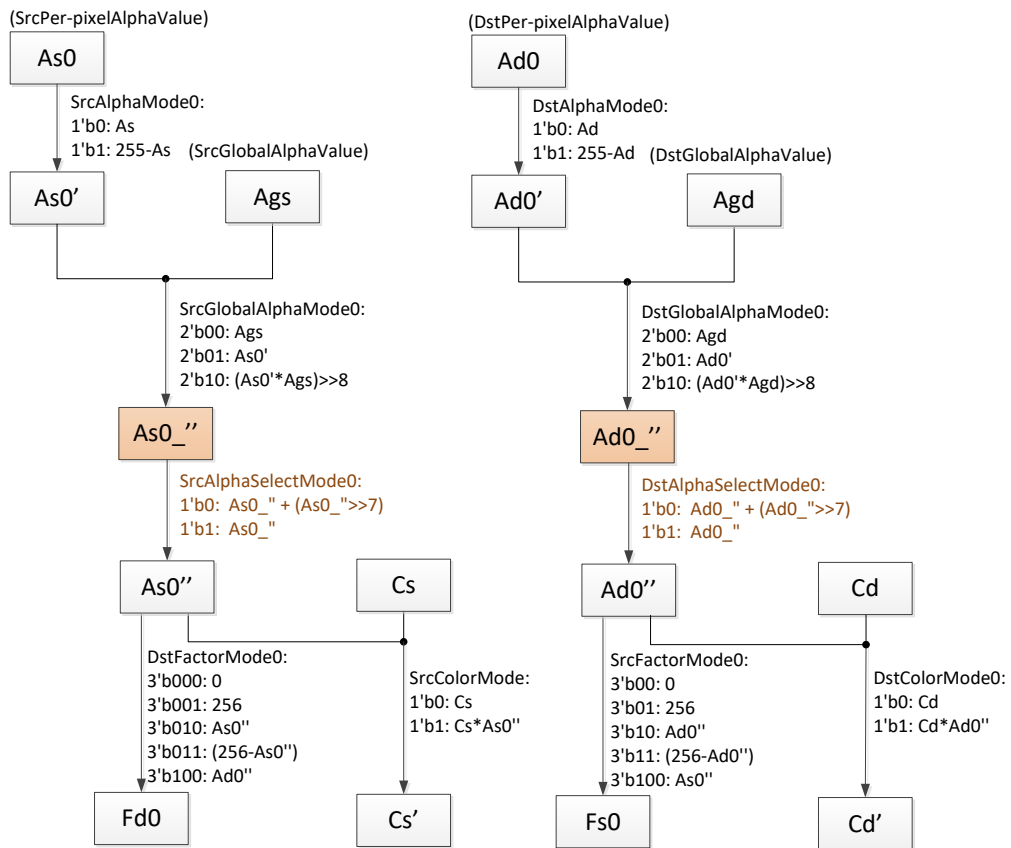 (SrcPer-pixelAlphaValue)
As0
SrcAlphaMode0:
1'b0: As
1'b1: 255-As
(SrcGlobalAlphaValue)
As0’
Ags
SrcGlobalAlphaMode0:
2'b00: Ags
2'b01: As0'
2'b10: (As0'*Ags)>>8
As0_’’
SrcAlphaSelectMode0:
1'b0:  As0_" + (As0_">>7)
1'b1:  As0_"
As0’’
Cs
DstFactorMode0:
3'b000: 0
3'b001: 256
3'b010: As0''
3'b011: (256-As0'')
3'b100: Ad0''
SrcColorMode:
1'b0: Cs
1'b1: Cs*As0''
Fd0
Cs’
(DstPer-pixelAlphaValue)
Ad0
DstAlphaMode0:
1'b0: Ad
1'b1: 255-Ad
(DstGlobalAlphaValue)
Ad0’
Agd
DstGlobalAlphaMode0:
2'b00: Agd
2'b01: Ad0'
2'b10: (Ad0'*Agd)>>8
Ad0_’’
DstAlphaSelectMode0:
1'b0:  Ad0_" + (Ad0_">>7)
1'b1:  Ad0_"
Ad0’’
Cd
SrcFactorMode0:
3'b00: 0
3'b01: 256
3'b10: Ad0''
3'b11: (256-Ad0'')
3'b100: As0''
DstColorMode0:
1'b0: Cd
1'b1: Cd*Ad0''
Fs0
Cd’